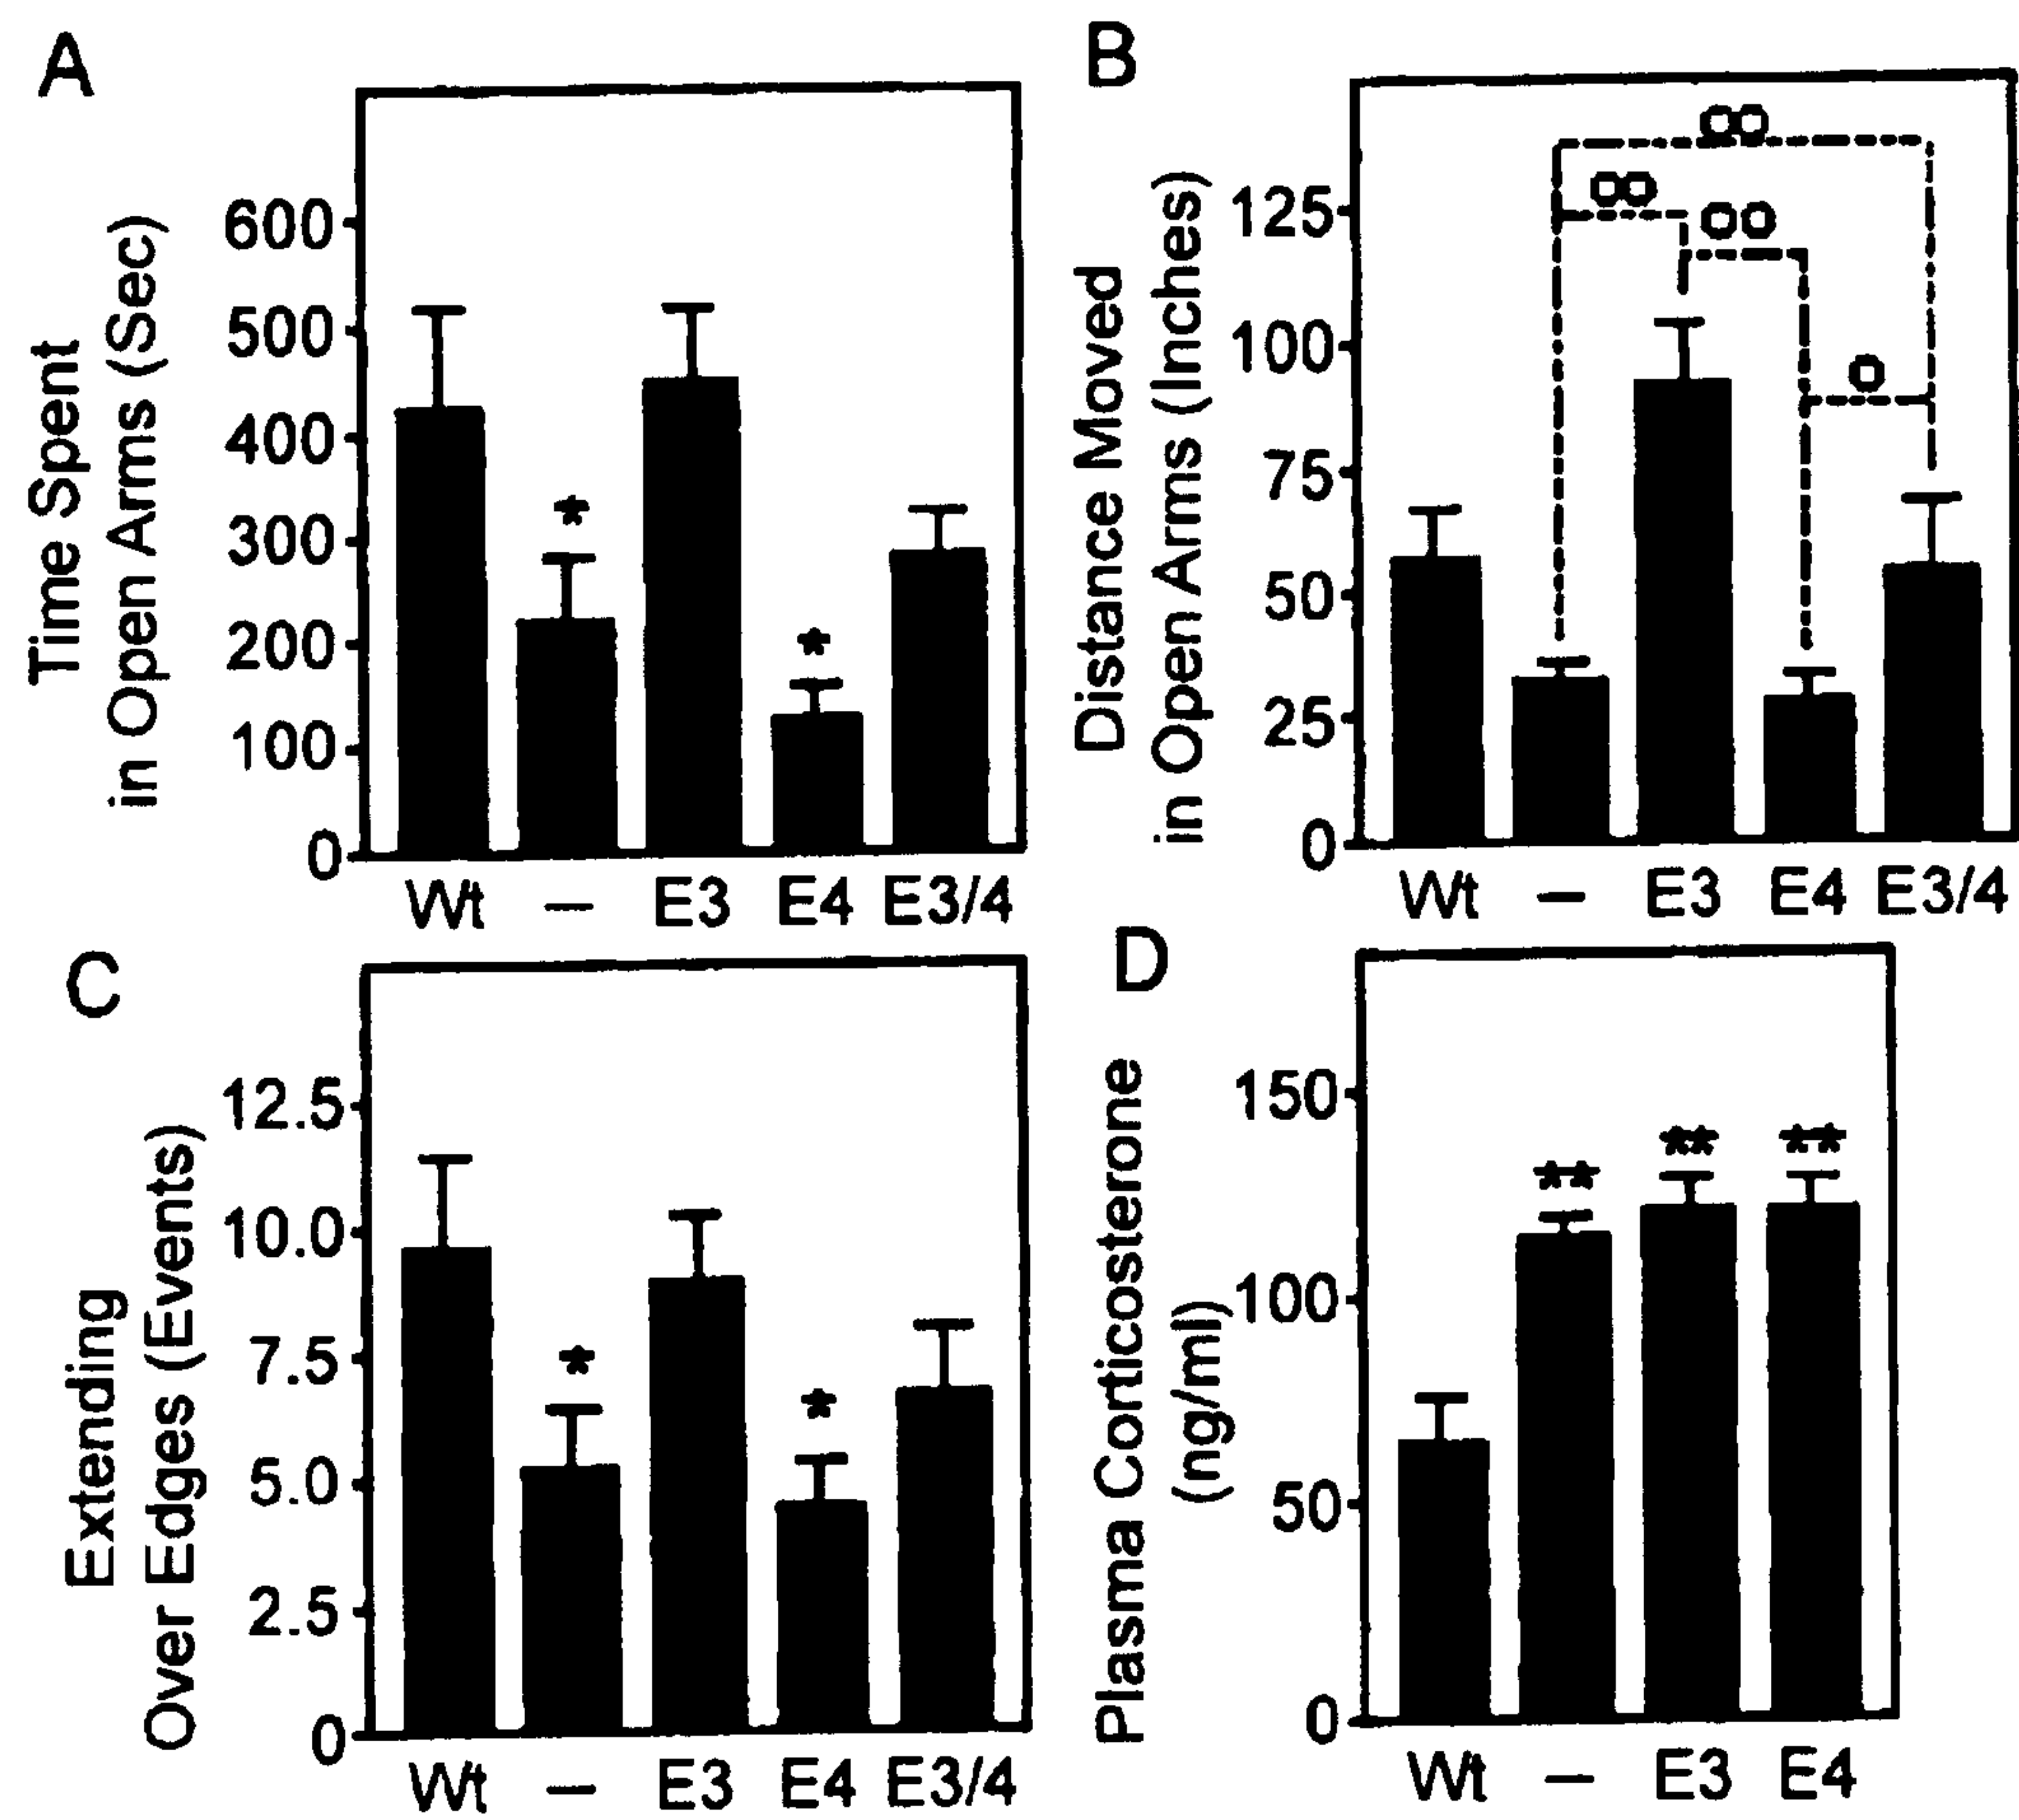 A
Time Spent
in Open Arms (Sec)
600
500
400
300
200
100
0
*
*
Wt – E3 E4 E3/4
B
Distance Moved
in Open Arms (Inches)
125
100
75
50
25
0
oo
oo
oo
o
Wt – E3 E4 E3/4
C
Extending
Over Edges (Events)
12.5
10.0
7.5
5.0
2.5
0
*
*
Wt – E3 E4 E3/4
D
Plasma Corticosterone
(ng/ml)
150
100
50
0
**
**
**
Wt – E3 E4